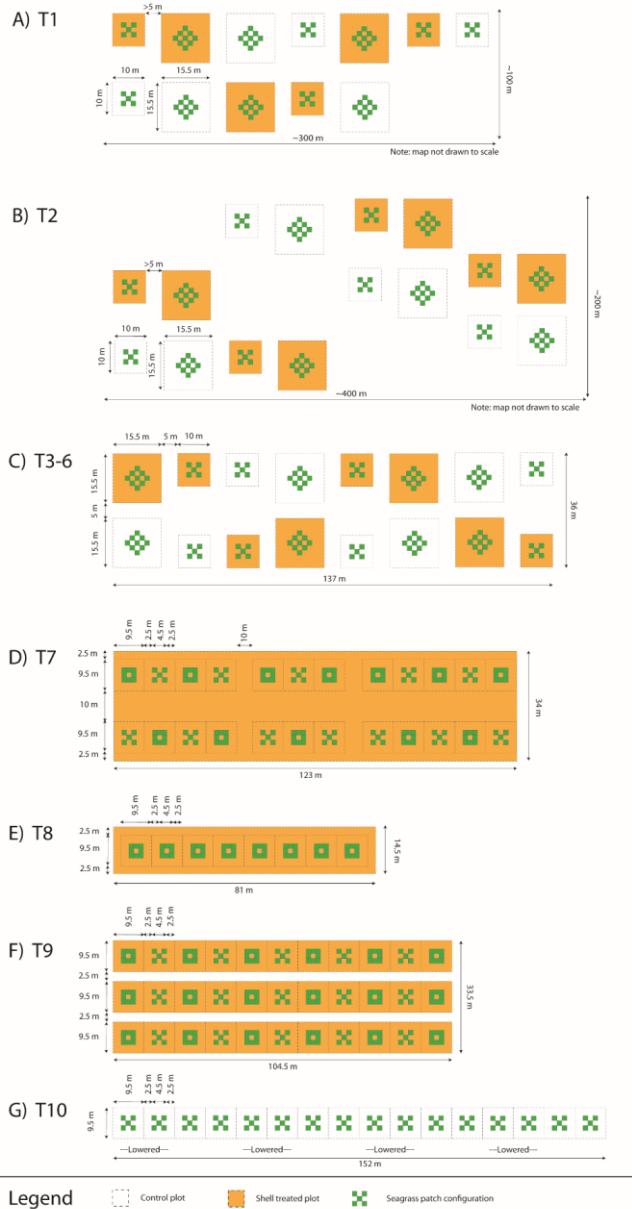 A) T1
>5 m
10 m
15.5 m
10 m
15.5 m
~100 m
~300 m
Note: map not drawn to scale
B) T2
>5 m
10 m
15.5 m
10 m
15.5 m
~200 m
~400 m
Note: map not drawn to scale
C) T3-6
15.5 m
5 m
10 m
15.5 m
5 m
15.5 m
36 m
137 m
D) T7
9.5 m
2.5 m
4.5 m
2.5 m
10 m
2.5 m
9.5 m
10 m
9.5 m
2.5 m
34 m
123 m
E) T8
9.5 m
2.5 m
4.5 m
2.5 m
2.5 m
9.5 m
2.5 m
14.5 m
81 m
F) T9
9.5 m
2.5 m
4.5 m
2.5 m
9.5 m
2.5 m
9.5 m
2.5 m
9.5 m
33.5 m
104.5 m
G) T10
9.5 m
2.5 m
4.5 m
2.5 m
9.5 m
---Lowered---
---Lowered---
---Lowered---
---Lowered---
152 m
Legend
Control plot
Shell treated plot
Seagrass patch configuration